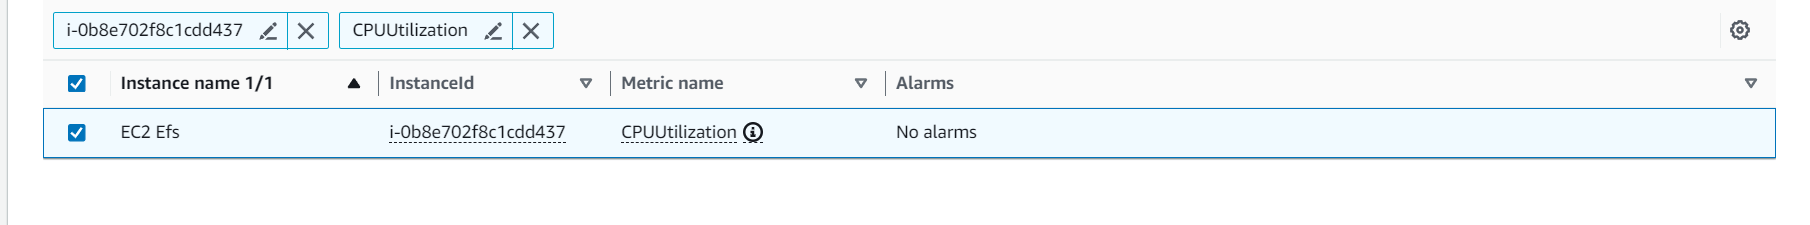 i-0b8e702f8c1cdd437 CPUUtilization
Instance name 1/1 InstanceId Metric name Alarms
EC2 Efs i-0b8e702f8c1cdd437 CPUUtilization No alarms